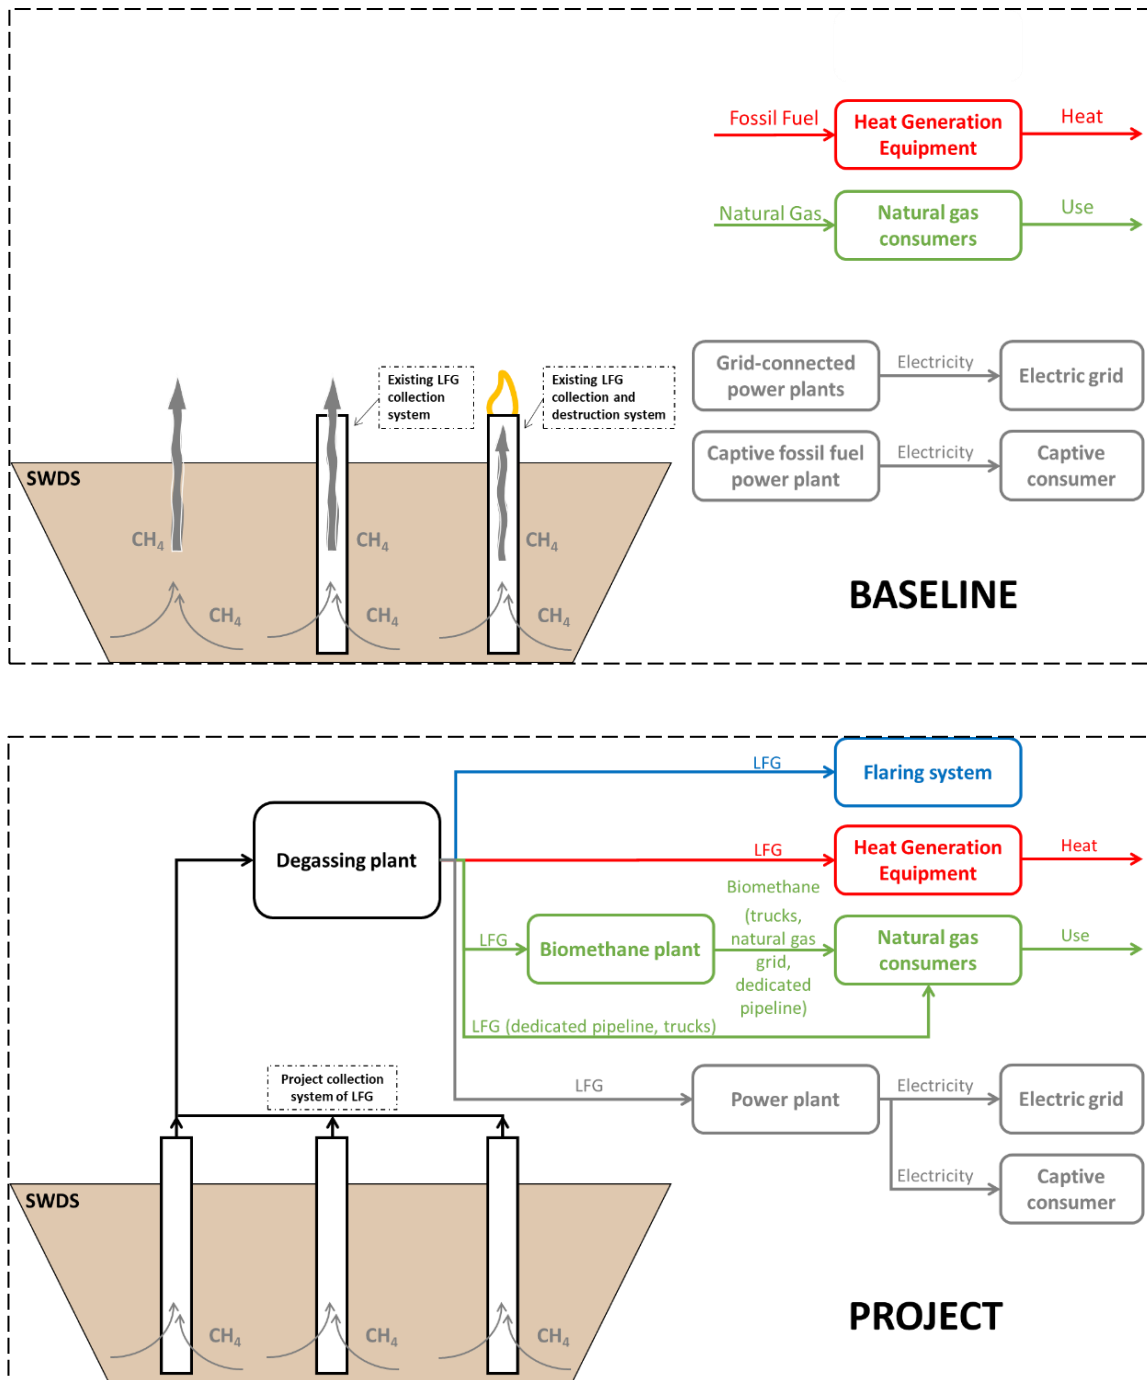 Fossil Fuel
Heat Generation
Equipment
Heat
Natural Gas
Natural gas
consumers
Use
Existing LFG
collection
system
Existing LFG
collection and
destruction system
Grid-connected
power plants
Electricity
Electric grid
Captive fossil fuel
power plant
Electricity
Captive
consumer
SWDS
CH4
CH4
CH4
CH4
CH4
CH4
BASELINE
LFG
Flaring system
Degassing plant
LFG
Heat Generation
Equipment
Heat
LFG
Biomethane plant
Biomethane
(trucks,
natural gas
grid,
dedicated
pipeline)
Natural gas
consumers
Use
LFG (dedicated pipeline, trucks)
Project collection
system of LFG
LFG
Power plant
Electricity
Electric grid
Electricity
Captive
consumer
SWDS
CH4
CH4
CH4
PROJECT